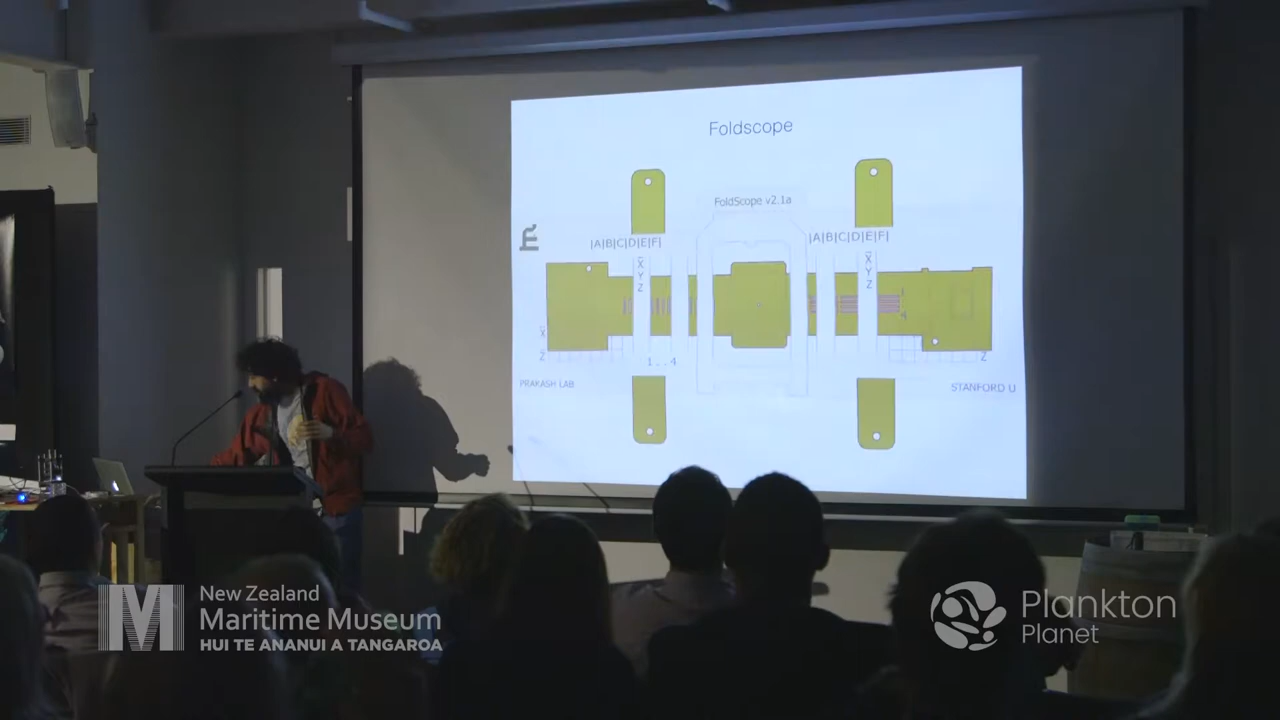 Foldscope
FoldScope v2.1a
|A|B|C|D|E|F|
|A|B|C|D|E|F|
X
Y
Z
X
Y
Z
X
Z
1 . . 4
Z
PRAKASH LAB
STANFORD U
New Zealand
Maritime Museum
HUI TE ANANUI A TANGAROA
Plankton
Planet